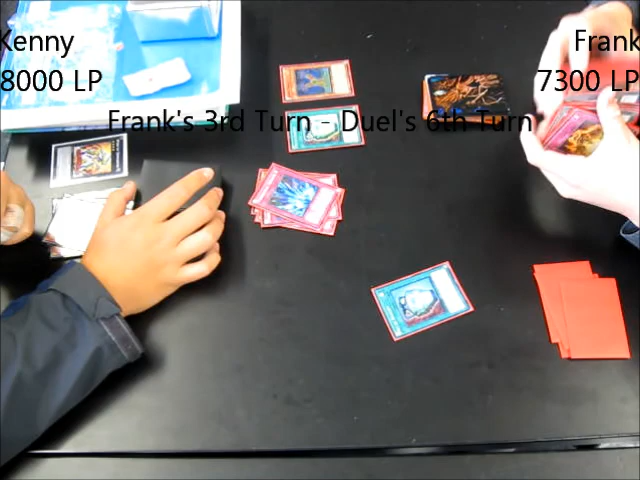 Kenny
Frank
8000 LP
7300 LP
Frank's 3rd Turn - Duel's 6th Turn